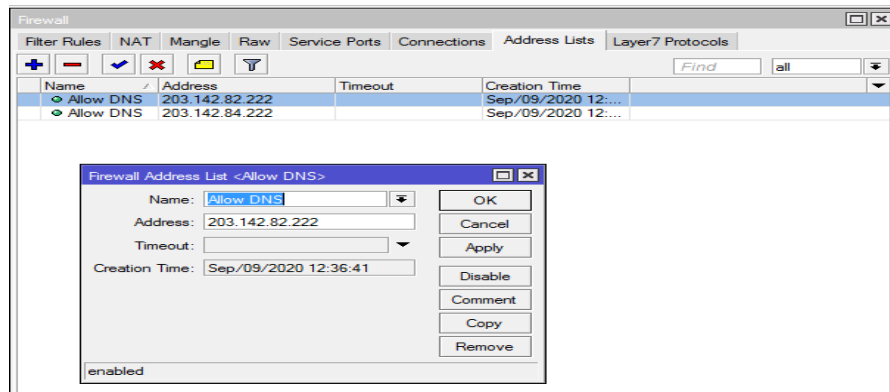 Firewall
Filter Rules NAT Mangle Raw Service Ports Connections Address Lists Layer7 Protocols
Find all
Name Address Timeout Creation Time
Allow DNS 203.142.82.222 Sep/09/2020 12:...
Allow DNS 203.142.84.222 Sep/09/2020 12:...
Firewall Address List <Allow DNS>
Name: Allow DNS OK
Address: 203.142.82.222 Cancel
Timeout: Apply
Creation Time: Sep/09/2020 12:36:41
Disable
Comment
Copy
Remove
enabled